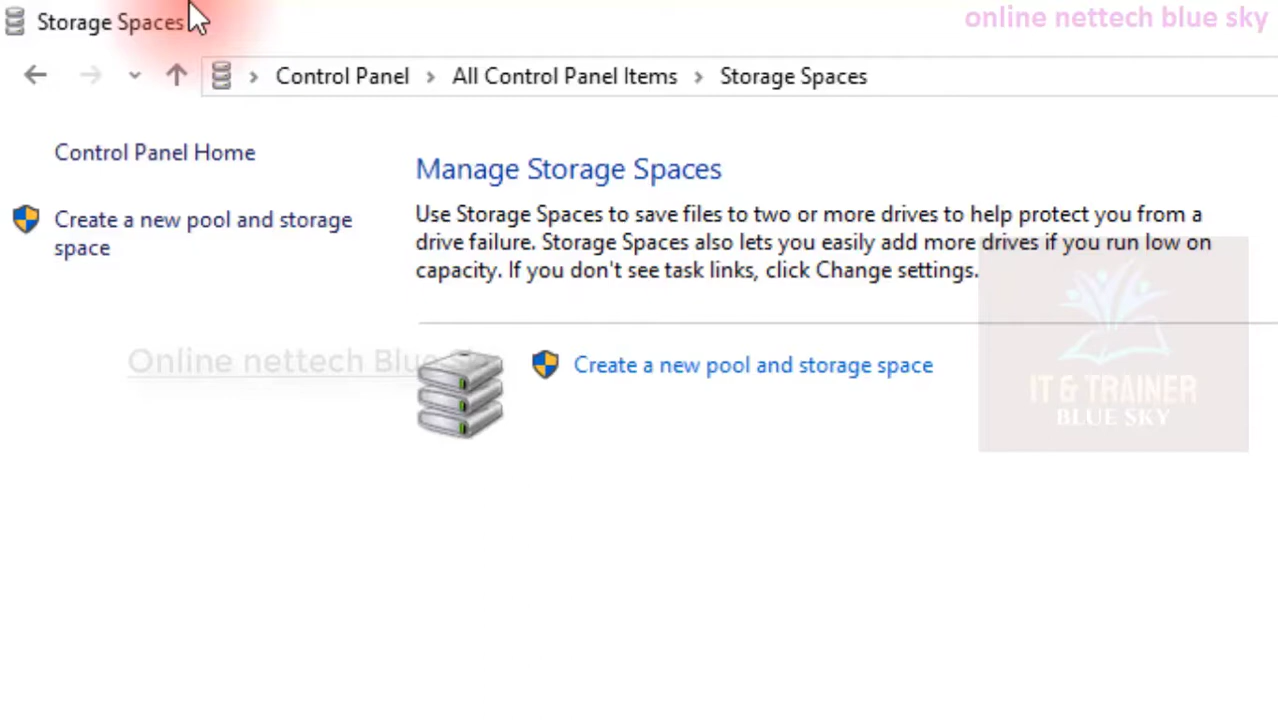 Storage Spaces
online nettech blue sky
Control Panel
All Control Panel Items
Storage Spaces
Control Panel Home
Create a new pool and storage
space
Manage Storage Spaces
Use Storage Spaces to save files to two or more drives to help protect you from a
drive failure. Storage Spaces also lets you easily add more drives if you run low on
capacity. If you don't see task links, click Change settings.
Online nettech Blue
Create a new pool and storage space
IT & TRAINER
BLUE SKY